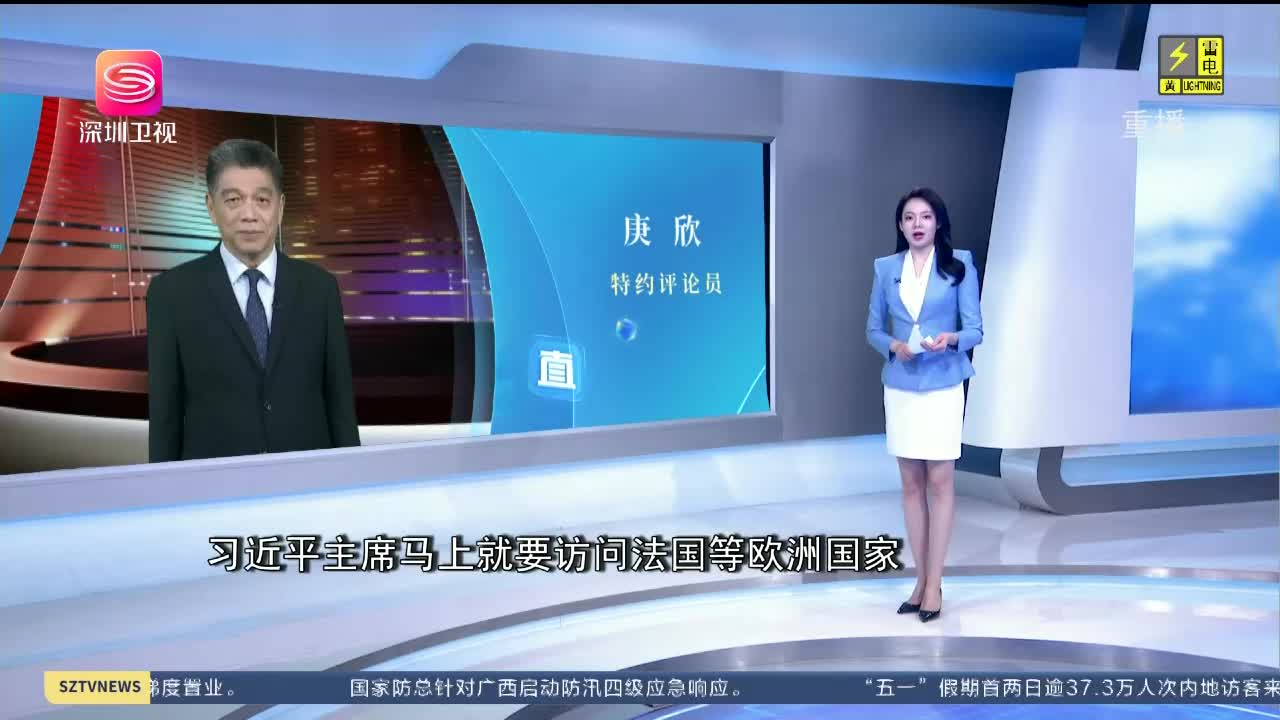 深圳卫视
雷电
黄 LIGHTNING
重播
庚欣
特约评论员
直
习近平主席马上就要访问法国等欧洲国家
SZTVNEWS
梯度置业。 国家防总针对广西启动防汛四级应急响应。 “五一”假期首两日逾37.3万人次内地访客来